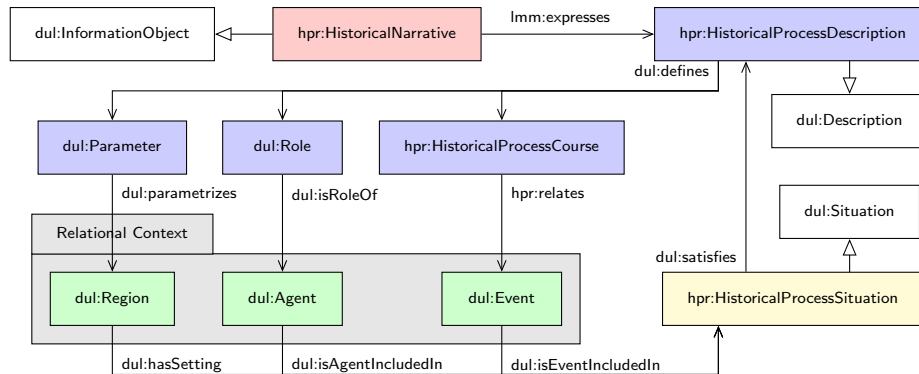 lmm:expresses
dul:InformationObject
hpr:HistoricalNarrative
hpr:HistoricalProcessDescription
dul:defines
dul:Description
dul:Parameter
dul:Role
hpr:HistoricalProcessCourse
dul:parametrizes
dul:isRoleOf
hpr:relates
dul:Situation
Relational Context
dul:satisfies
dul:Region
dul:Agent
dul:Event
hpr:HistoricalProcessSituation
dul:hasSetting
dul:isAgentIncludedIn
dul:isEventIncludedIn